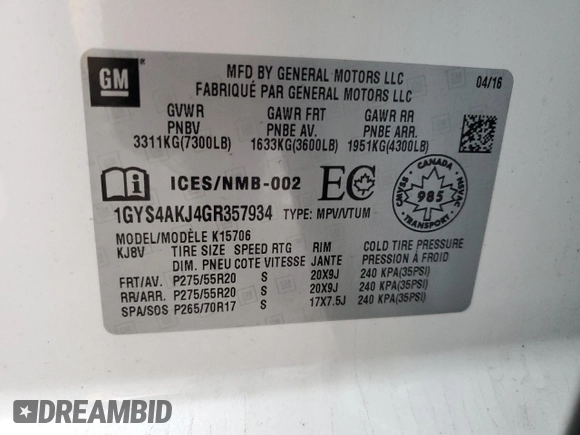 GM
MFD BY GENERAL MOTORS LLC
FABRIQUÉ PAR GENERAL MOTORS LLC
04/16
GVWR GAWR FRT GAWR RR
PNBV PNBE AV. PNBE ARR.
3311KG(7300LB) 1633KG(3600LB) 1951KG(4300LB)
ICES/NMB-002 EC
CANADA
985
TRANSPORT
NSVAC
BSVAC
1GYS4AKJ4GR357934 TYPE: MPV/VTUM
MODEL/MODÈLE K15706
KJ8V TIRE SIZE SPEED RTG RIM COLD TIRE PRESSURE
DIM. PNEU COTE VITESSE JANTE PRESSION À FROID
FRT/AV. P275/55R20 S 20X9J 240 KPA(35PSI)
RR/ARR. P275/55R20 S 20X9J 240 KPA(35PSI)
SPA/SOS P265/70R17 S 17X7.5J 240 KPA(35PSI)
DREAMBID